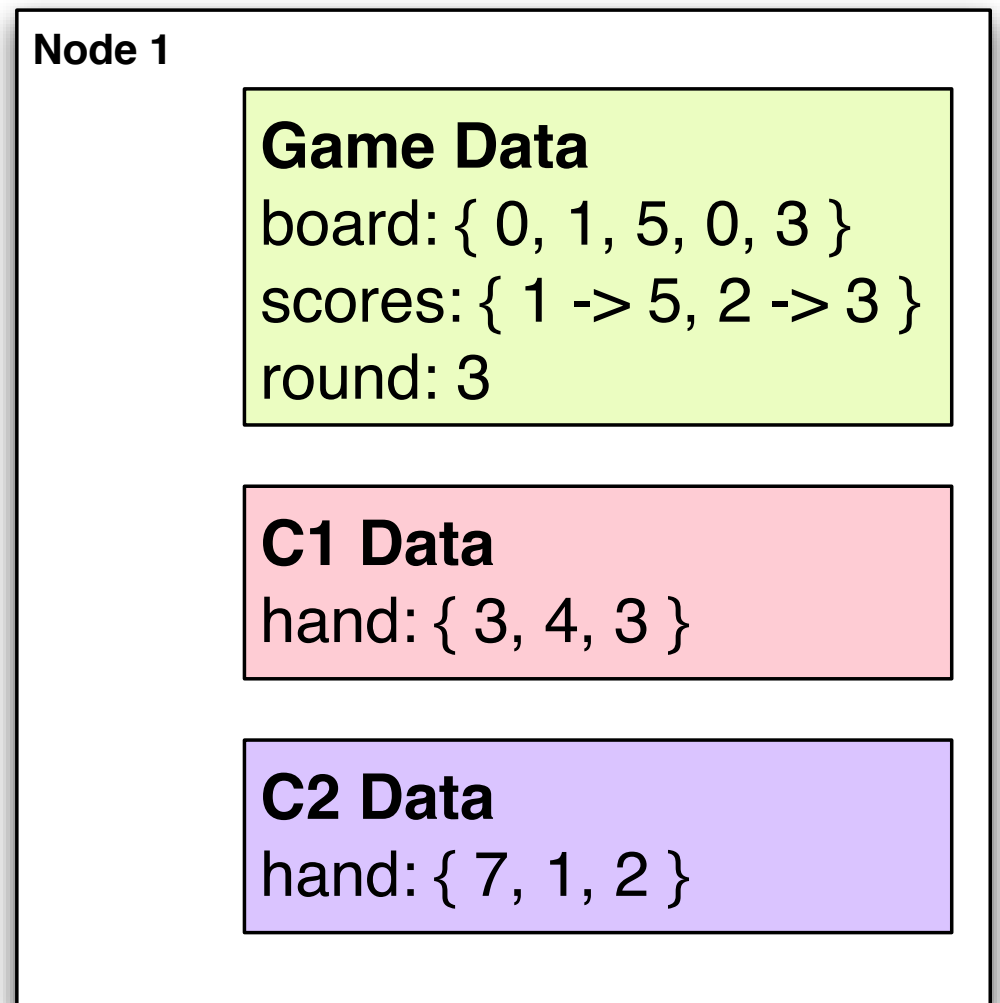 Node 1
Game Data
board: { 0, 1, 5, 0, 3 }
scores: { 1 -> 5, 2 -> 3 }
round: 3
C1 Data
hand: { 3, 4, 3 }
C2 Data
hand: { 7, 1, 2 }